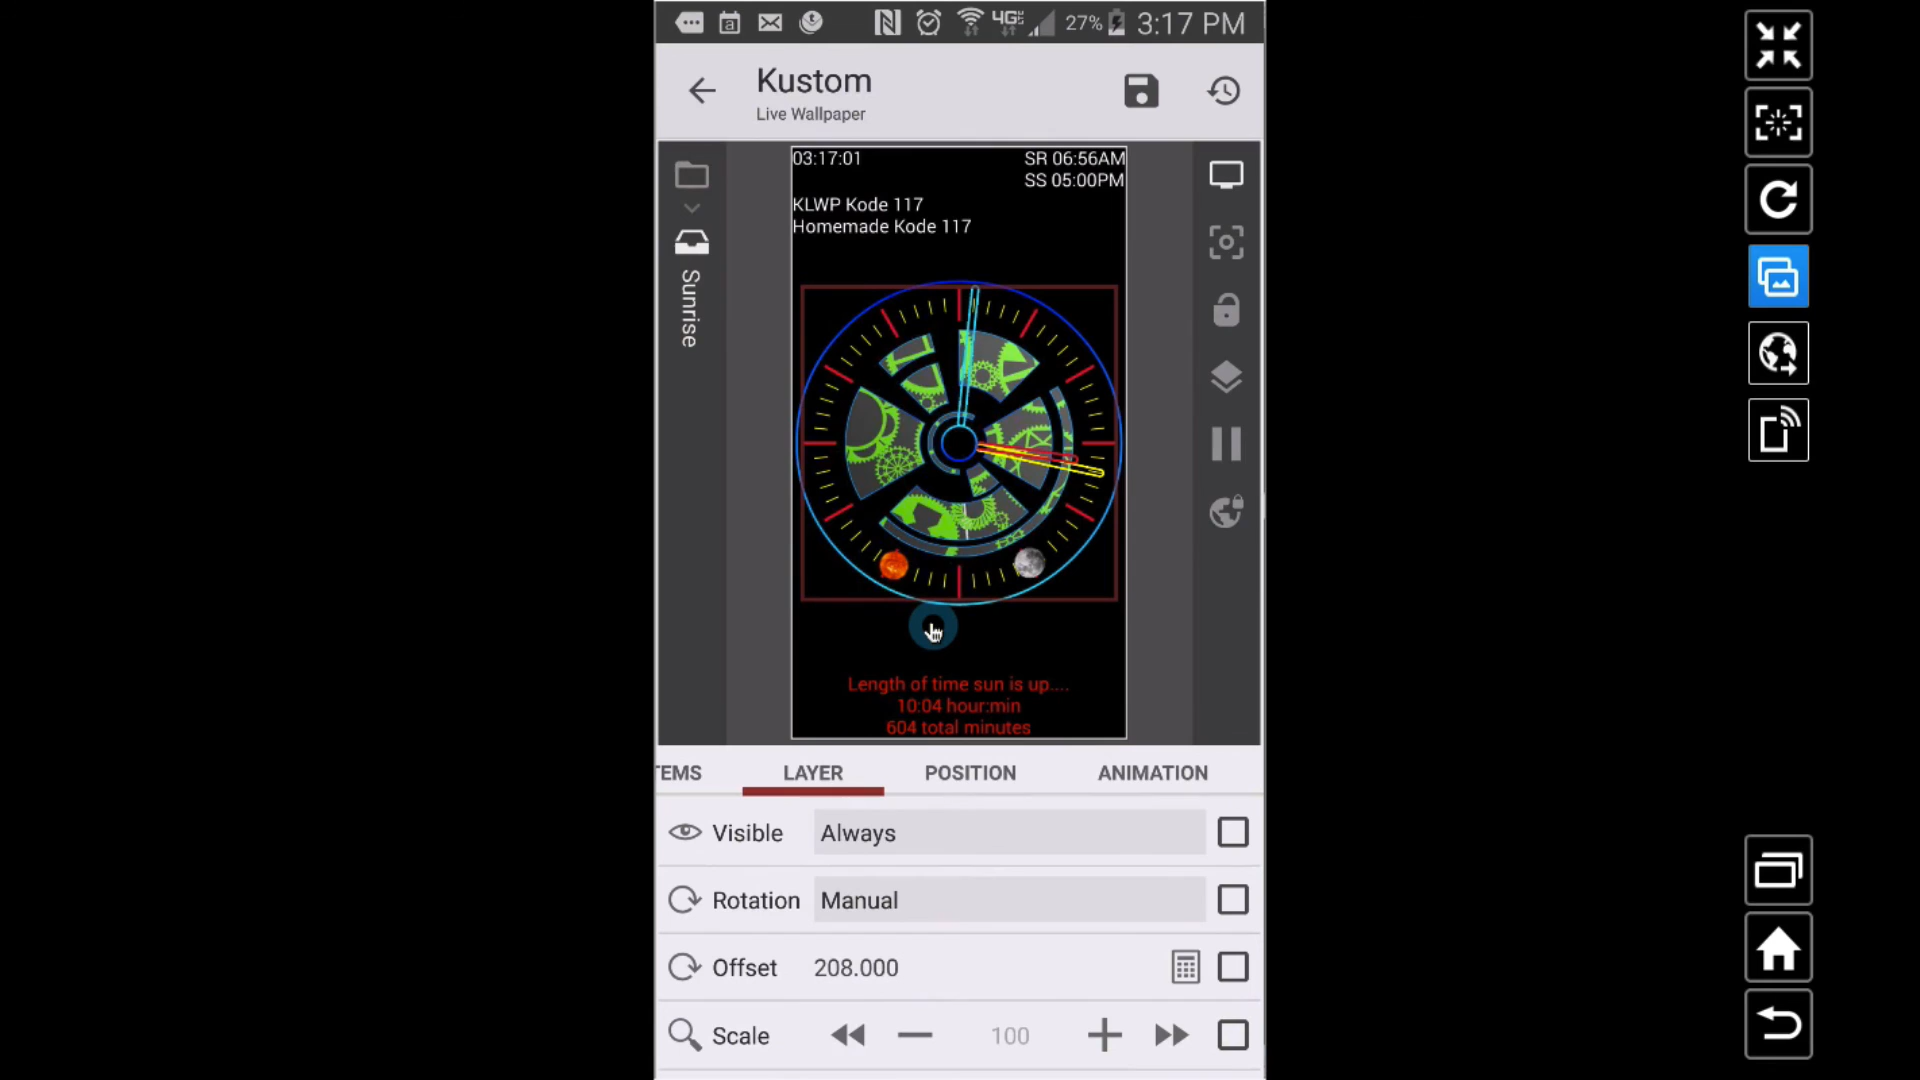 4G 27% 3:17 PM
Kustom
Live Wallpaper
03:17:01
SR 06:56AM
SS 05:00PM
KLWP Kode 117
Homemade Kode 117
Sunrise
Length of time sun is up....
10:04 hour:min
604 total minutes
TEMS LAYER POSITION ANIMATION
Visible Always
Rotation Manual
Offset 208.000
Scale 100